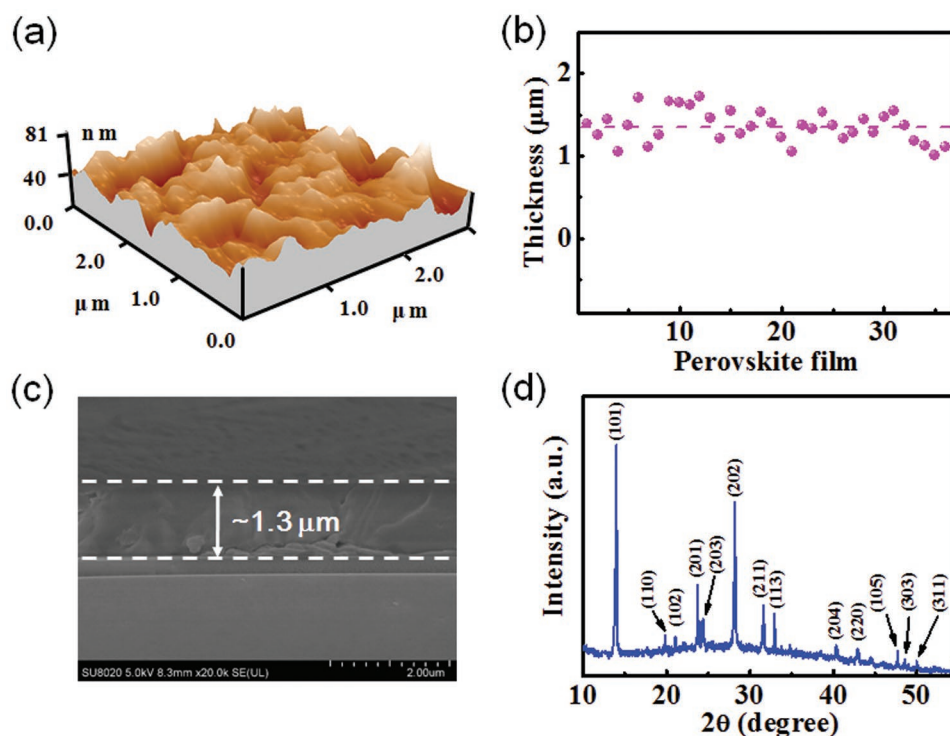 (a)
81
nm
40
0.0
2.0
μm
1.0
0.0
1.0
μm
2.0
(b)
Thickness (μm)
2
1
0
10
20
30
Perovskite film
(c)
~1.3 μm
SU8020 5.0kV 8.3mm x20.0k SE(UL)
2.00um
(d)
Intensity (a.u.)
(101)
(110)
(102)
(201)
(203)
(202)
(211)
(113)
(204)
(220)
(105)
(303)
(311)
10
20
30
40
50
2θ (degree)